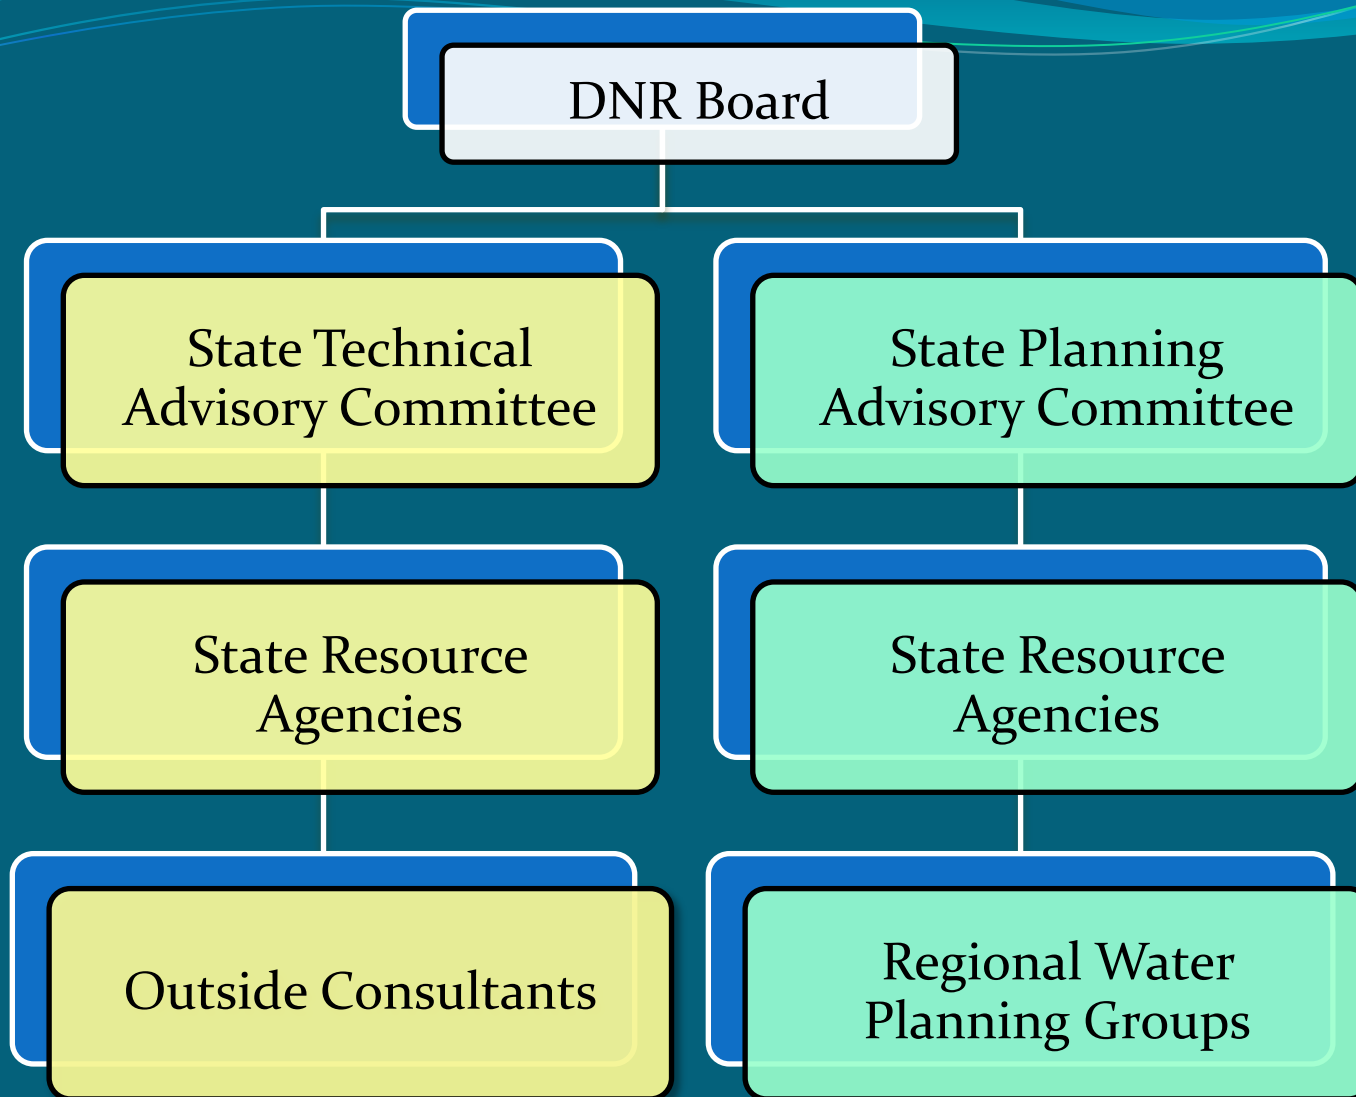 DNR Board
State Technical
Advisory Committee
State Planning
Advisory Committee
State Resource
Agencies
State Resource
Agencies
Outside Consultants
Regional Water
Planning Groups